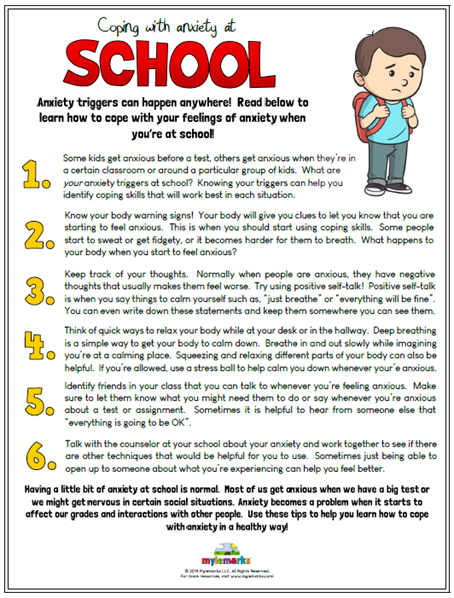 Coping with anxiety at
SCHOOL
Anxiety triggers can happen anywhere! Read below to
learn how to cope with your feelings of anxiety when
you're at school!
1. Some kids get anxious before a test, others get anxious when they're in
a certain classroom or around a particular group of kids. What are
your anxiety triggers at school? Knowing your triggers can help you
identify coping skills that will work best in each situation.
2. Know your body warning signs! Your body will give you clues to let you know that you are
starting to feel anxious. This is when you should start using coping skills. Some people
start to sweat or get fidgety, or it becomes harder for them to breath. What happens to
your body when you start to feel anxious?
3. Keep track of your thoughts. Normally when people are anxious, they have negative
thoughts that usually makes them feel worse. Try using positive self-talk! Positive self-talk
is when you say things to calm yourself such as, "just breathe" or "everything will be fine".
You can even write down these statements and keep them somewhere you can see them.
4. Think of quick ways to relax your body while at your desk or in the hallway. Deep breathing
is a simple way to get your body to calm down. Breathe in and out slowly while imagining
you're at a calming place. Squeezing and relaxing different parts of your body can also be
helpful. If you're allowed, use a stress ball to help calm you down whenever your'e anxious.
5. Identify friends in your class that you can talk to whenever you're feeling anxious. Make
sure to let them know what you might need them to do or say whenever you're anxious
about a test or assignment. Sometimes it is helpful to hear from someone else that
"everything is going to be OK".
6. Talk with the counselor at your school about your anxiety and work together to see if there
are other techniques that would be helpful for you to use. Sometimes just being able to
open up to someone about what you're experiencing can help you feel better.
Having a little bit of anxiety at school is normal. Most of us get anxious when we have a big test or
we might get nervous in certain social situations. Anxiety becomes a problem when it starts to
affect our grades and interactions with other people. Use these tips to help you learn how to cope
with anxiety in a healthy way!
mylemarks
© 2019 Mylemarks LLC. All Rights Reserved.
For more resources, visit www.mylemarks.com!